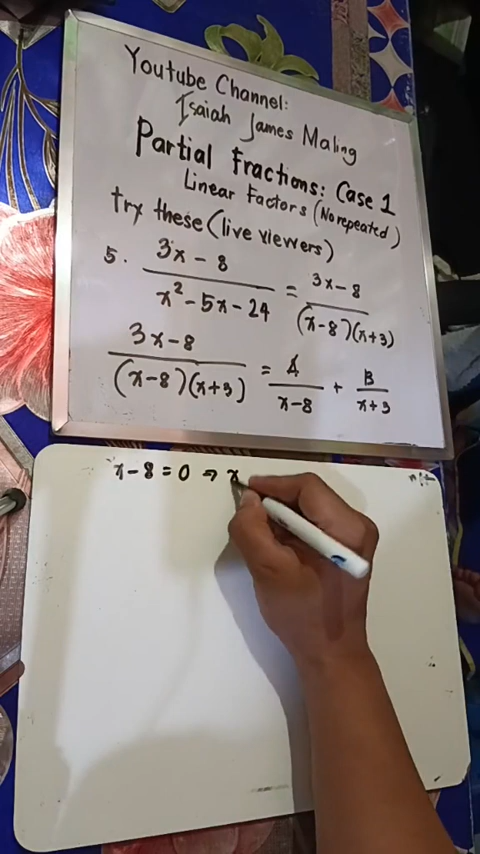 Youtube Channel:
Isaiah James Maling
Partial Fractions: Case 1
Linear Factors (No repeated)
try these (live viewers)
5. (3x - 8)/(x² - 5x - 24) = (3x - 8)/((x - 8)(x + 3))
(3x - 8)/((x - 8)(x + 3)) = A/(x - 8) + B/(x + 3)
x - 8 = 0 ⇒ x